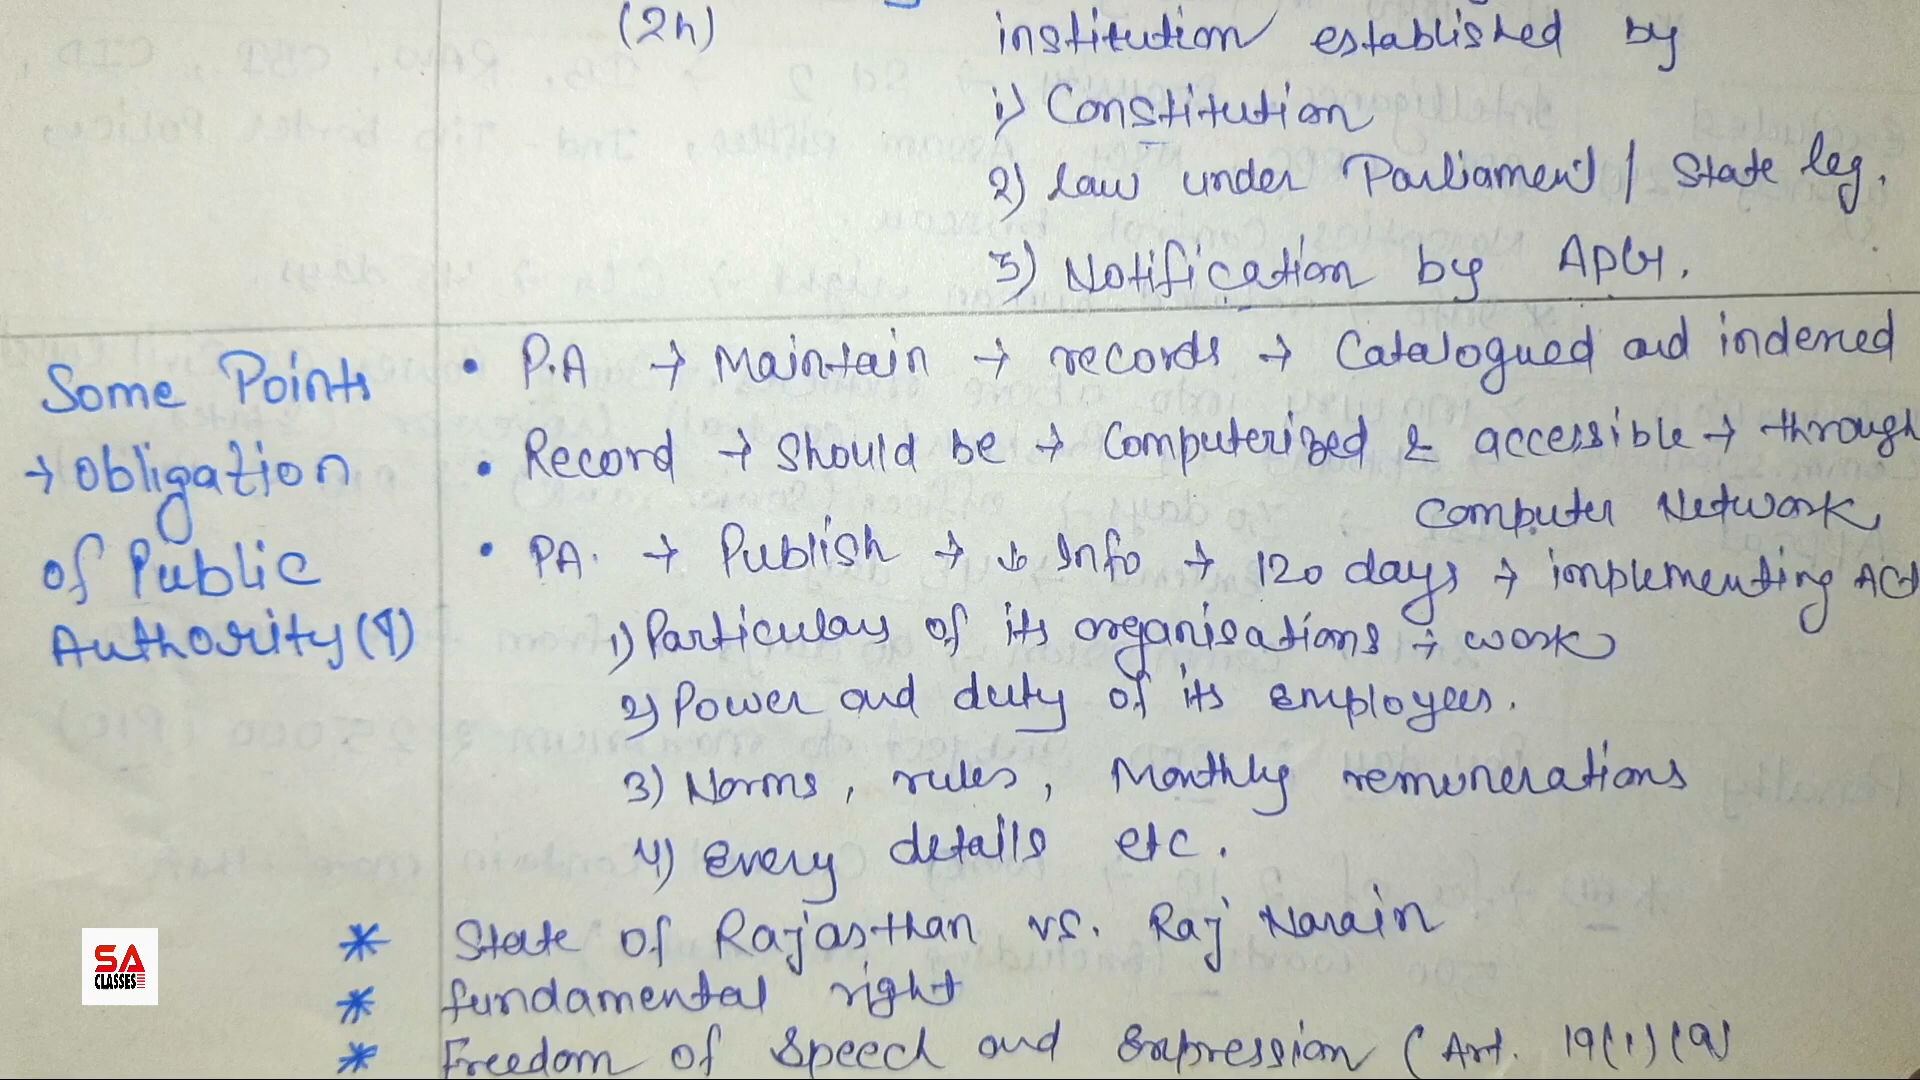 (2h) institution established by
1) Constitution
2) law under Parliament / State leg.
3) Notification by APGt.
Some Points
→ Obligation
of Public
Authority (4)
• P.A → Maintain → records → Catalogued and indexed
• Record → should be → Computerized & accessible → through
Computer Network
• PA. → Publish → ↓ Info → 120 days → implementing Act
1) Particulars of its organisations → work
2) Power and duty of its employees.
3) Norms, rules, Monthly remunerations
4) Every details etc.
* State of Rajasthan vs. Raj Narain
* fundamental right
* Freedom of Speech and Expression (Art. 19(1)(a)
SA
CLASSES